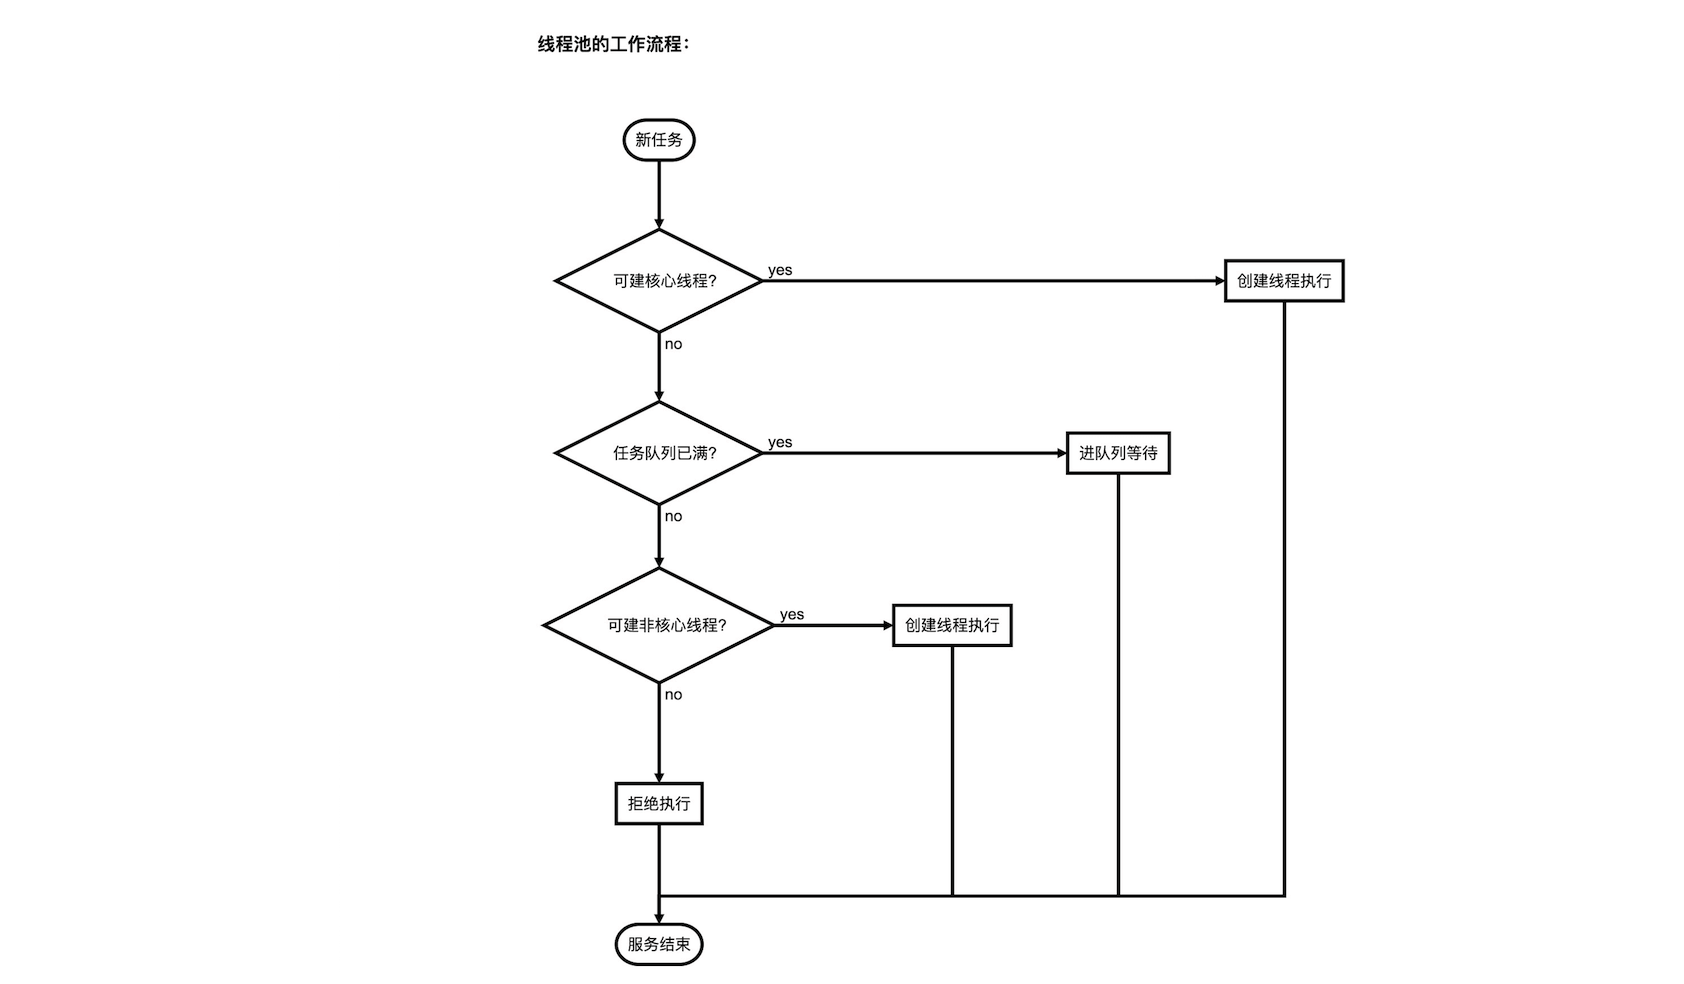 线程池的工作流程：
新任务
可建核心线程?
yes
创建线程执行
no
任务队列已满?
yes
进队列等待
no
可建非核心线程?
yes
创建线程执行
no
拒绝执行
服务结束